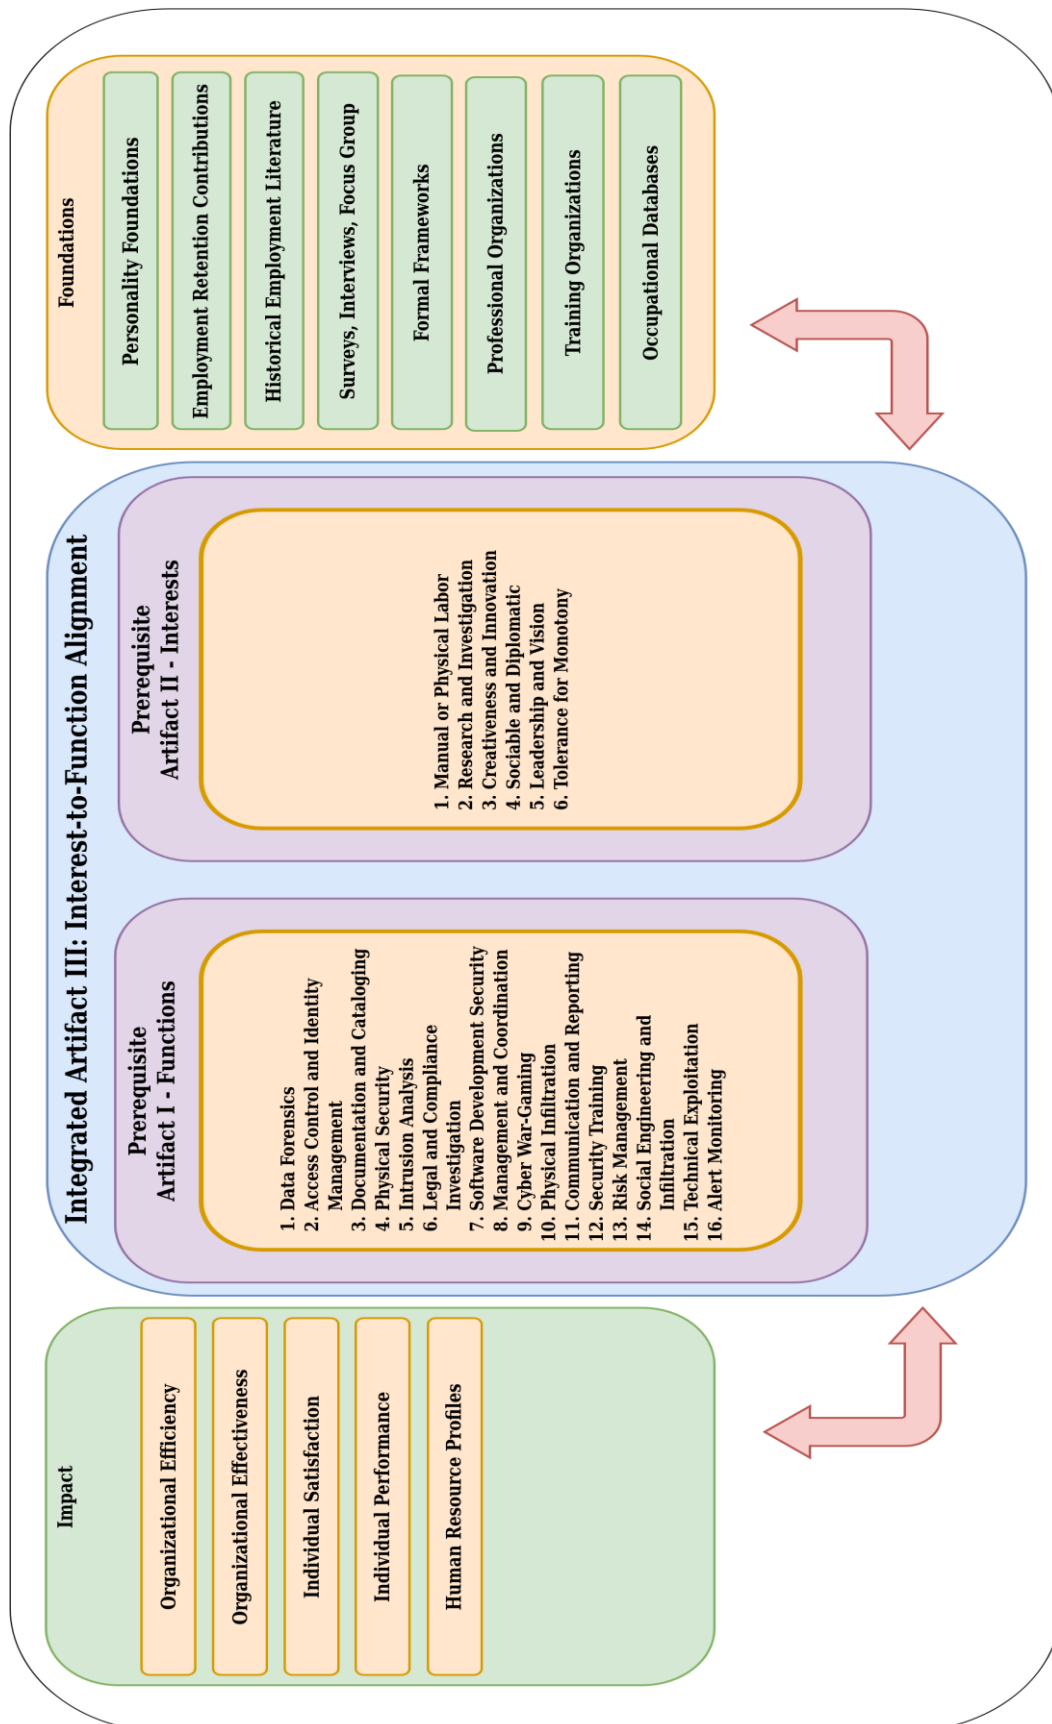 Impact
Organizational Efficiency
Organizational Effectiveness
Individual Satisfaction
Individual Performance
Human Resource Profiles
Integrated Artifact III: Interest-to-Function Alignment
Prerequisite
Artifact I - Functions
1. Data Forensics
2. Access Control and Identity
Management
3. Documentation and Cataloging
4. Physical Security
5. Intrusion Analysis
6. Legal and Compliance
Investigation
7. Software Development Security
8. Management and Coordination
9. Cyber War-Gaming
10. Physical Infiltration
11. Communication and Reporting
12. Security Training
13. Risk Management
14. Social Engineering and
Infiltration
15. Technical Exploitation
16. Alert Monitoring
Prerequisite
Artifact II - Interests
1. Manual or Physical Labor
2. Research and Investigation
3. Creativeness and Innovation
4. Sociable and Diplomatic
5. Leadership and Vision
6. Tolerance for Monotony
Foundations
Personality Foundations
Employment Retention Contributions
Historical Employment Literature
Surveys, Interviews, Focus Group
Formal Frameworks
Professional Organizations
Training Organizations
Occupational Databases